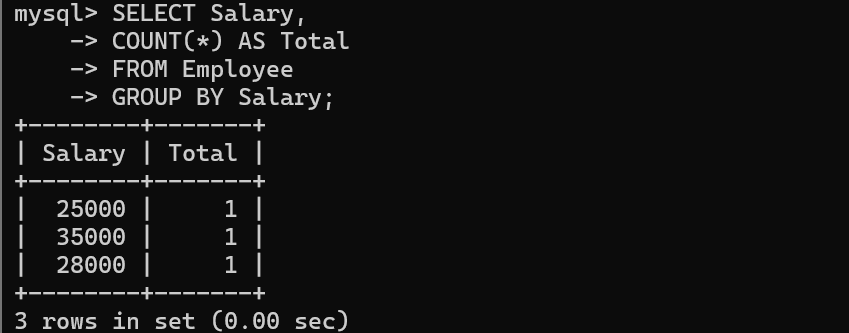 mysql> SELECT Salary,
    -> COUNT(*) AS Total
    -> FROM Employee
    -> GROUP BY Salary;
+--------+-------+
| Salary | Total |
+--------+-------+
|  25000 |     1 |
|  35000 |     1 |
|  28000 |     1 |
+--------+-------+
3 rows in set (0.00 sec)